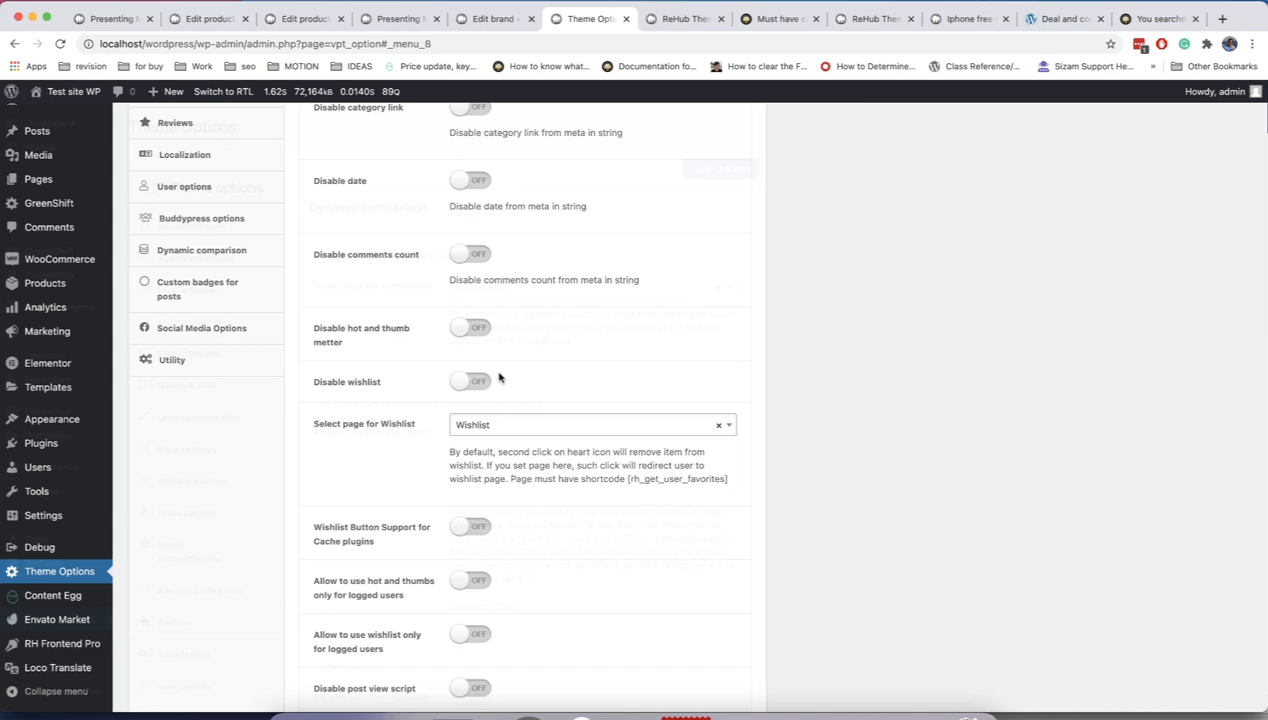 Presenting M
Edit product
Edit product
Presenting M
Edit brand
Theme Opti
ReHub The
Must have c
ReHub The
Iphone free
Deal and co
You searche
localhost/wordpress/wp-admin/admin.php?page=vpt_option#_menu_8
Apps
revision
for buy
Work
seo
MOTION
IDEAS
Price update, key...
How to know what...
Documentation fo...
How to clear the F...
How to Determine...
Class Reference/...
Sizam Support He...
»
Other Bookmarks
Test site WP
0
New
Switch to RTL
1.62s
72,164kB
0.0140s
89Q
Howdy, admin
Posts
Media
Pages
GreenShift
Comments
WooCommerce
Products
Analytics
Marketing
Elementor
Templates
Appearance
Plugins
Users
Tools
Settings
Debug
Theme Options
Content Egg
Envato Market
RH Frontend Pro
Loco Translate
Collapse menu
Theme Options
Reviews
Localization
User options
Buddypress options
Dynamic comparison
Custom badges for
posts
Social Media Options
Utility
Dynamic comparison
Disable category link
OFF
Disable category link from meta in string
Disable date
OFF
Disable date from meta in string
Disable comments count
OFF
Disable comments count from meta in string
Disable hot and thumb
metter
OFF
Disable wishlist
OFF
Select page for Wishlist
Wishlist
By default, second click on heart icon will remove item from
wishlist. If you set page here, such click will redirect user to
wishlist page. Page must have shortcode [rh_get_user_favorites]
Wishlist Button Support for
Cache plugins
OFF
Allow to use hot and thumbs
only for logged users
OFF
Allow to use wishlist only
for logged users
OFF
Disable post view script
OFF